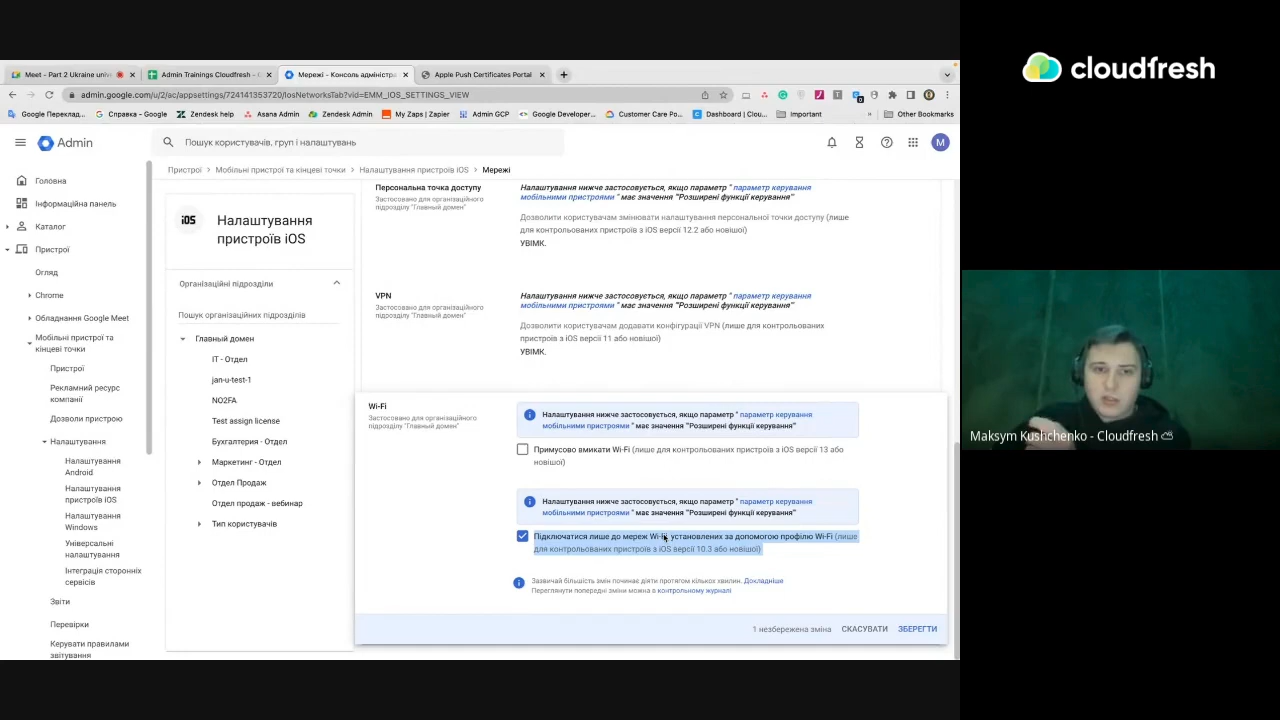 Meet - Part 2 Ukraine univ
Admin Trainings Cloudfresh - G
Мережі - Консоль адміністра
Apple Push Certificates Portal
admin.google.com/u/2/ac/appsettings/724141353720/IosNetworksTab?vid=EMM_IOS_SETTINGS_VIEW
Google Переклад...
Справка - Google
Zendesk help
Asana Admin
Zendesk Admin
My Zaps | Zapier
Admin GCP
Google Developer...
Customer Care Po...
Dashboard | Clou...
Important
Other Bookmarks
Admin
Пошук користувачів, груп і налаштувань
M
Пристрої > Мобільні пристрої та кінцеві точки > Налаштування пристроїв iOS > Мережі
Головна
Інформаційна панель
Каталог
Пристрої
Огляд
Chrome
Обладнання Google Meet
Мобільні пристрої та
кінцеві точки
Пристрої
Рекламний ресурс
компанії
Дозволи пристрою
Налаштування
Налаштування
Android
Налаштування
пристроїв iOS
Налаштування
Windows
Універсальні
налаштування
Інтеграція сторонніх
сервісів
Звіти
Перевірки
Керувати правилами
звітування
iOS
Налаштування
пристроїв iOS
Організаційні підрозділи
Пошук організаційних підрозділів
Главный домен
IT - Отдел
jan-u-test-1
NO2FA
Test assign license
Бухгалтерия - Отдел
Маркетинг - Отдел
Отдел Продаж
Отдел продаж - вебинар
Тип користувачів
Персональна точка доступу
Застосовано для організаційного
підрозділу "Главный домен"
Налаштування нижче застосовується, якщо параметр " параметр керування
мобільними пристроями " має значення "Розширені функції керування"
Дозволити користувачам змінювати налаштування персональної точки доступу (лише
для контрольованих пристроїв з iOS версії 12.2 або новішої)
УВІМК.
VPN
Застосовано для організаційного
підрозділу "Главный домен"
Налаштування нижче застосовується, якщо параметр " параметр керування
мобільними пристроями " має значення "Розширені функції керування"
Дозволити користувачам додавати конфігурації VPN (лише для контрольованих
пристроїв з iOS версії 11 або новішої)
УВІМК.
Wi-Fi
Застосовано для організаційного
підрозділу "Главный домен"
Налаштування нижче застосовується, якщо параметр " параметр керування
мобільними пристроями " має значення "Розширені функції керування"
Примусово вмикати Wi-Fi (лише для контрольованих пристроїв з iOS версії 13 або
новішої)
Налаштування нижче застосовується, якщо параметр " параметр керування
мобільними пристроями " має значення "Розширені функції керування"
Підключатися лише до мереж Wi-Fi, установлених за допомогою профілю Wi-Fi (лише
для контрольованих пристроїв з iOS версії 10.3 або новішої)
Зазвичай більшість змін починає діяти протягом кількох хвилин. Докладніше
Переглянути попередні зміни можна в контрольному журналі
1 незбережена зміна
СКАСУВАТИ
ЗБЕРЕГТИ
cloudfresh
Maksym Kushchenko - Cloudfresh